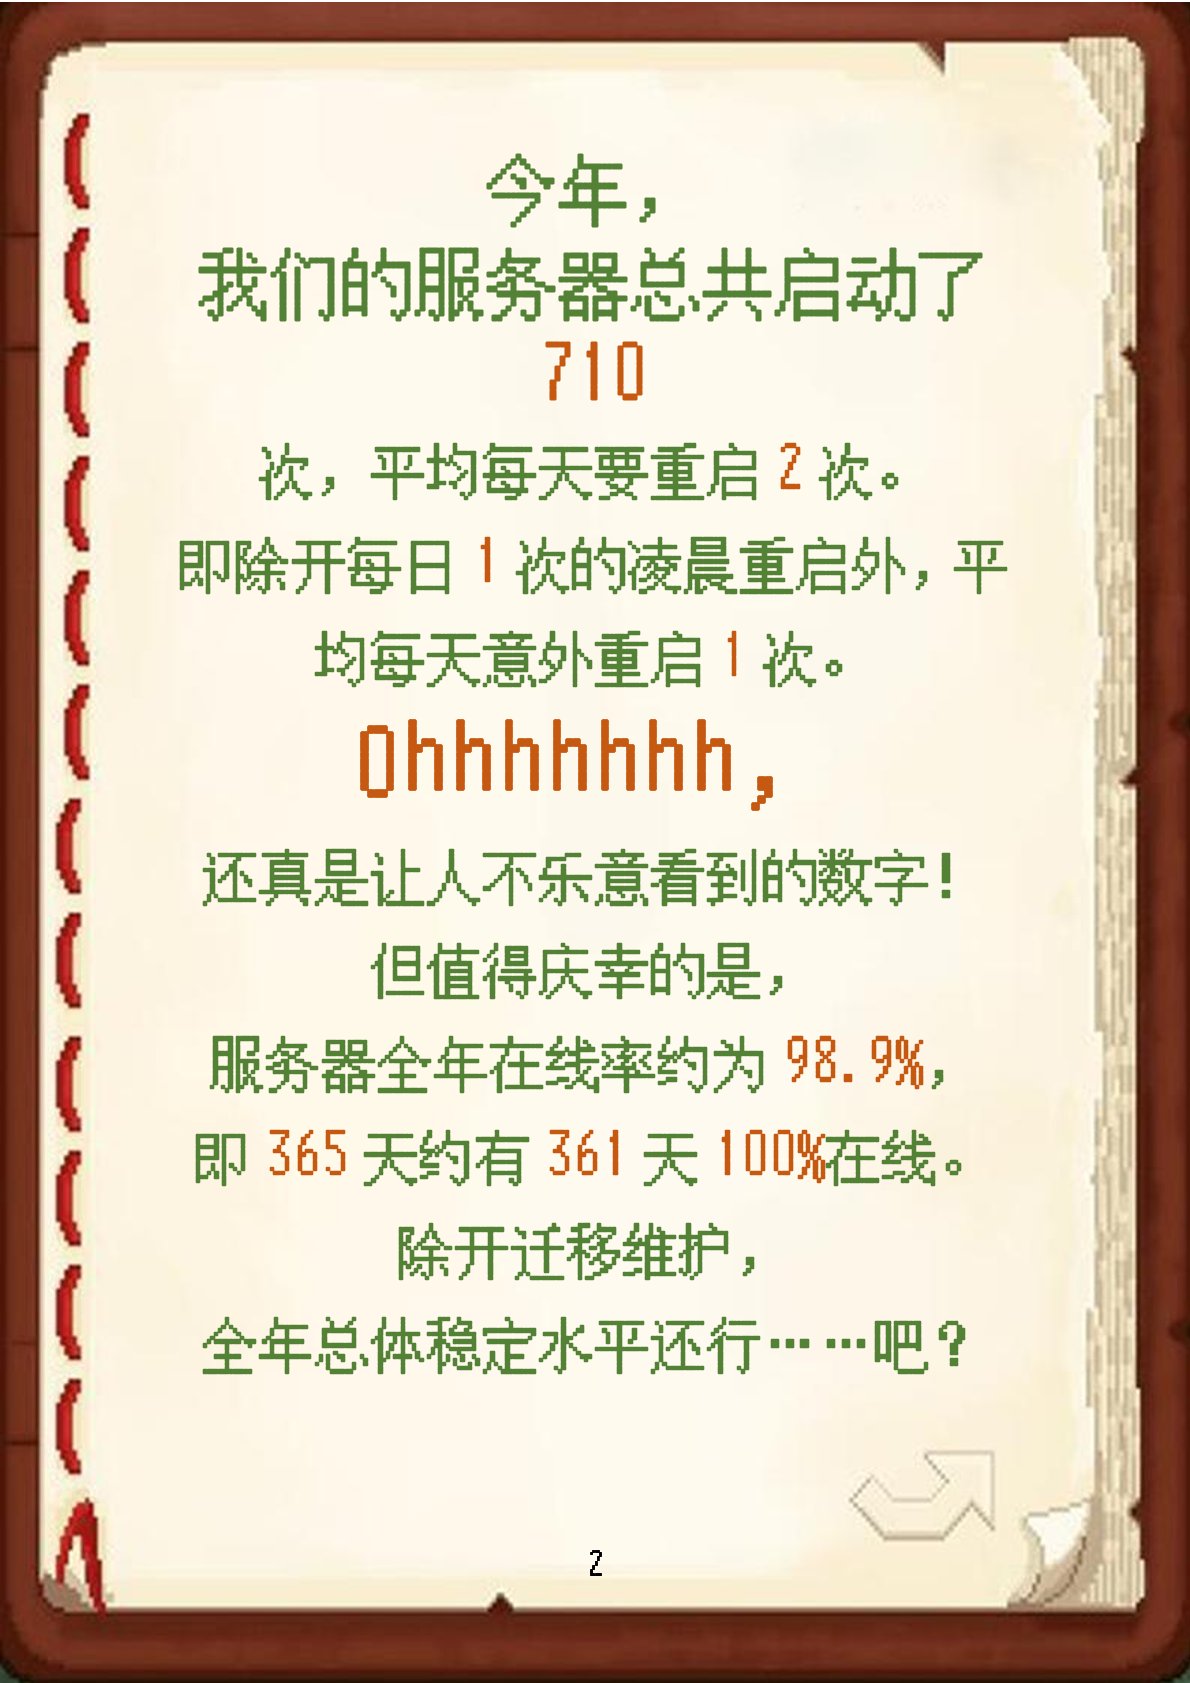 今年，
我们的服务器总共启动了
710
次，平均每天要重启 2 次。
即除开每日 1 次的凌晨重启外，平
均每天意外重启 1 次。
Ohhhhhhh，
还真是让人不乐意看到的数字！
但值得庆幸的是，
服务器全年在线率约为 98.9%，
即 365 天约有 361 天 100%在线。
除开迁移维护，
全年总体稳定水平还行……吧？
2